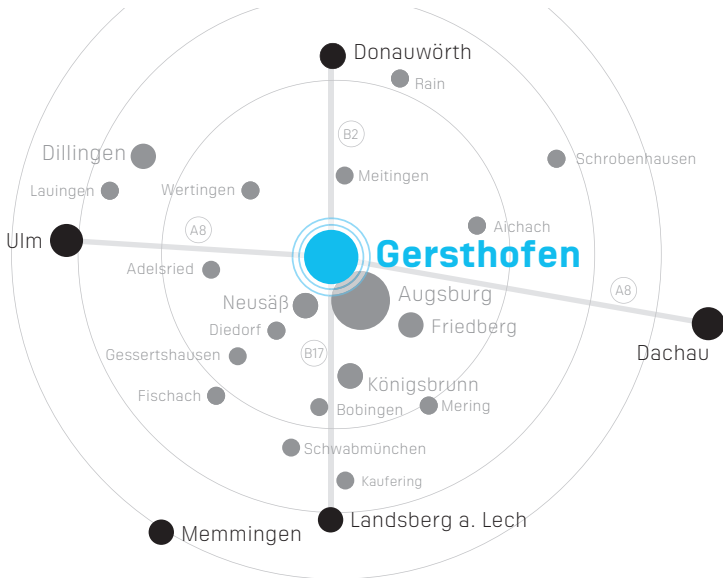 Donauwörth
Rain
B2
Dillingen
Schrobenhausen
Lauingen
Wertingen
Meitingen
Aichach
Ulm
A8
Gersthofen
Adelsried
Neusäß
Augsburg
A8
Diedorf
Friedberg
Gessertshausen
B17
Dachau
Fischach
Königsbrunn
Bobingen
Mering
Schwabmünchen
Kaufering
Landsberg a. Lech
Memmingen